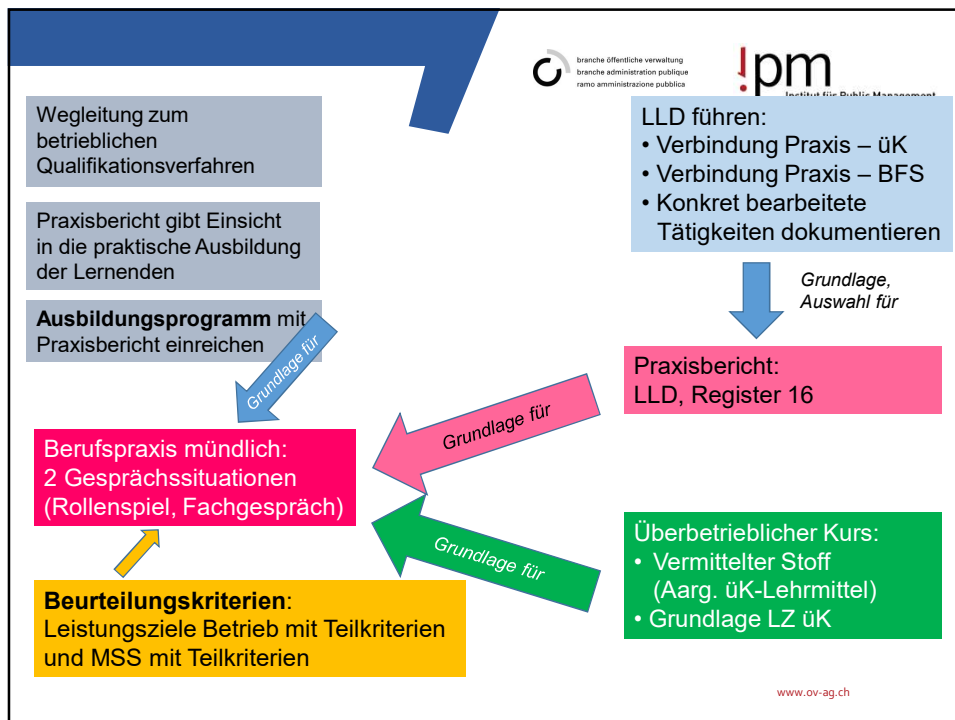 branche öffentliche verwaltung
branche administration publique
ramo amministrazione pubblica
!pm
Institut für Public Management
Wegleitung zum
betrieblichen
Qualifikationsverfahren
Praxisbericht gibt Einsicht
in die praktische Ausbildung
der Lernenden
Ausbildungsprogramm mit
Praxisbericht einreichen
Grundlage für
LLD führen:
• Verbindung Praxis – üK
• Verbindung Praxis – BFS
• Konkret bearbeitete
Tätigkeiten dokumentieren
Grundlage,
Auswahl für
Praxisbericht:
LLD, Register 16
Grundlage für
Berufspraxis mündlich:
2 Gesprächssituationen
(Rollenspiel, Fachgespräch)
Grundlage für
Überbetrieblicher Kurs:
• Vermittelter Stoff
(Aarg. üK-Lehrmittel)
• Grundlage LZ üK
Beurteilungskriterien:
Leistungsziele Betrieb mit Teilkriterien
und MSS mit Teilkriterien
www.ov-ag.ch